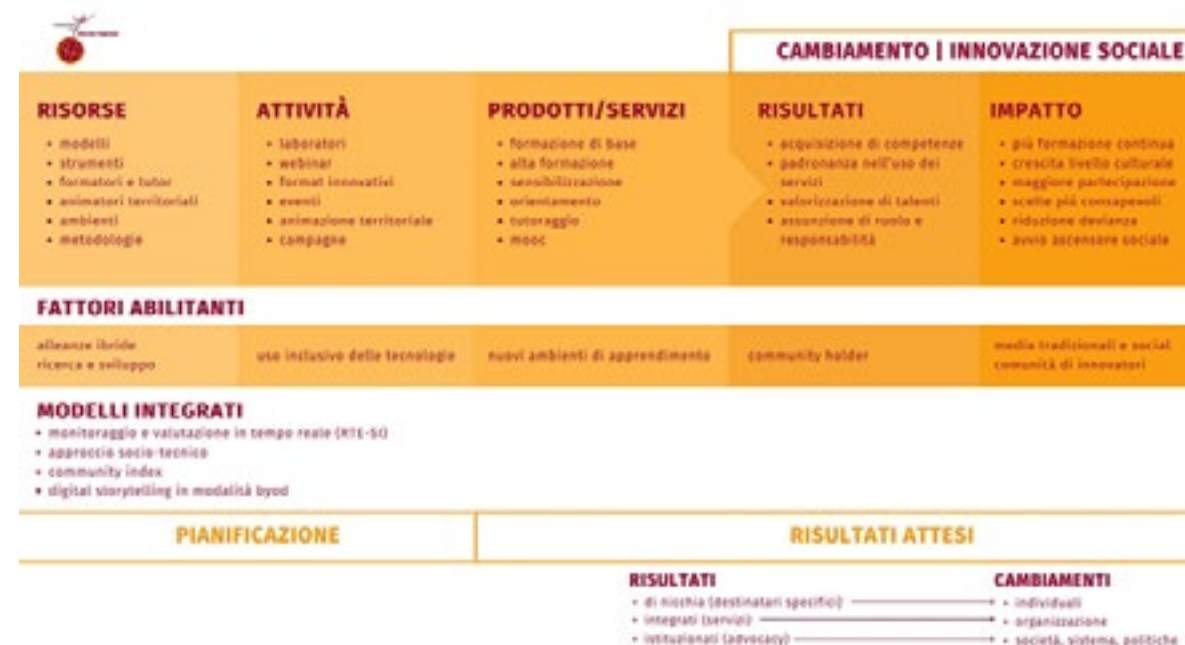 CAMBIAMENTO | INNOVAZIONE SOCIALE
RISORSE
• modelli
• strumenti
• formatori e tutor
• animatori territoriali
• ambienti
• metodologie
ATTIVITÀ
• laboratori
• webinar
• format innovativi
• eventi
• animazione territoriale
• campagne
PRODOTTI/SERVIZI
• formazione di base
• alta formazione
• sensibilizzazione
• orientamento
• tutoraggio
• mooc
RISULTATI
• acquisizione di competenze
• padronanza nell'uso dei
servizi
• valorizzazione di talenti
• assunzione di ruolo e
responsabilità
IMPATTO
• più formazione continua
• crescita livello culturale
• maggiore partecipazione
• scelte più consapevoli
• riduzione devianza
• avvio ascensore sociale
FATTORI ABILITANTI
alleanze ibride
ricerca e sviluppo
uso inclusivo delle tecnologie
nuovi ambienti di apprendimento
community holder
media tradizionali e social
comunità di innovatori
MODELLI INTEGRATI
• monitoraggio e valutazione in tempo reale (RTE-SI)
• approccio socio-tecnico
• community index
• digital storytelling in modalità byod
PIANIFICAZIONE
RISULTATI ATTESI
RISULTATI
• di nicchia (destinatari specifici)
• integrati (servizi)
• istituzionali (advocacy)
CAMBIAMENTI
• individuali
• organizzazione
• società, sistema, politiche